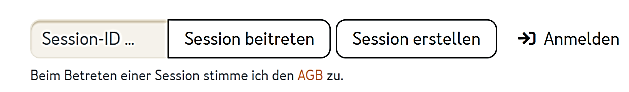 Session-ID ... Session beitreten Session erstellen Anmelden
Beim Betreten einer Session stimme ich den AGB zu.